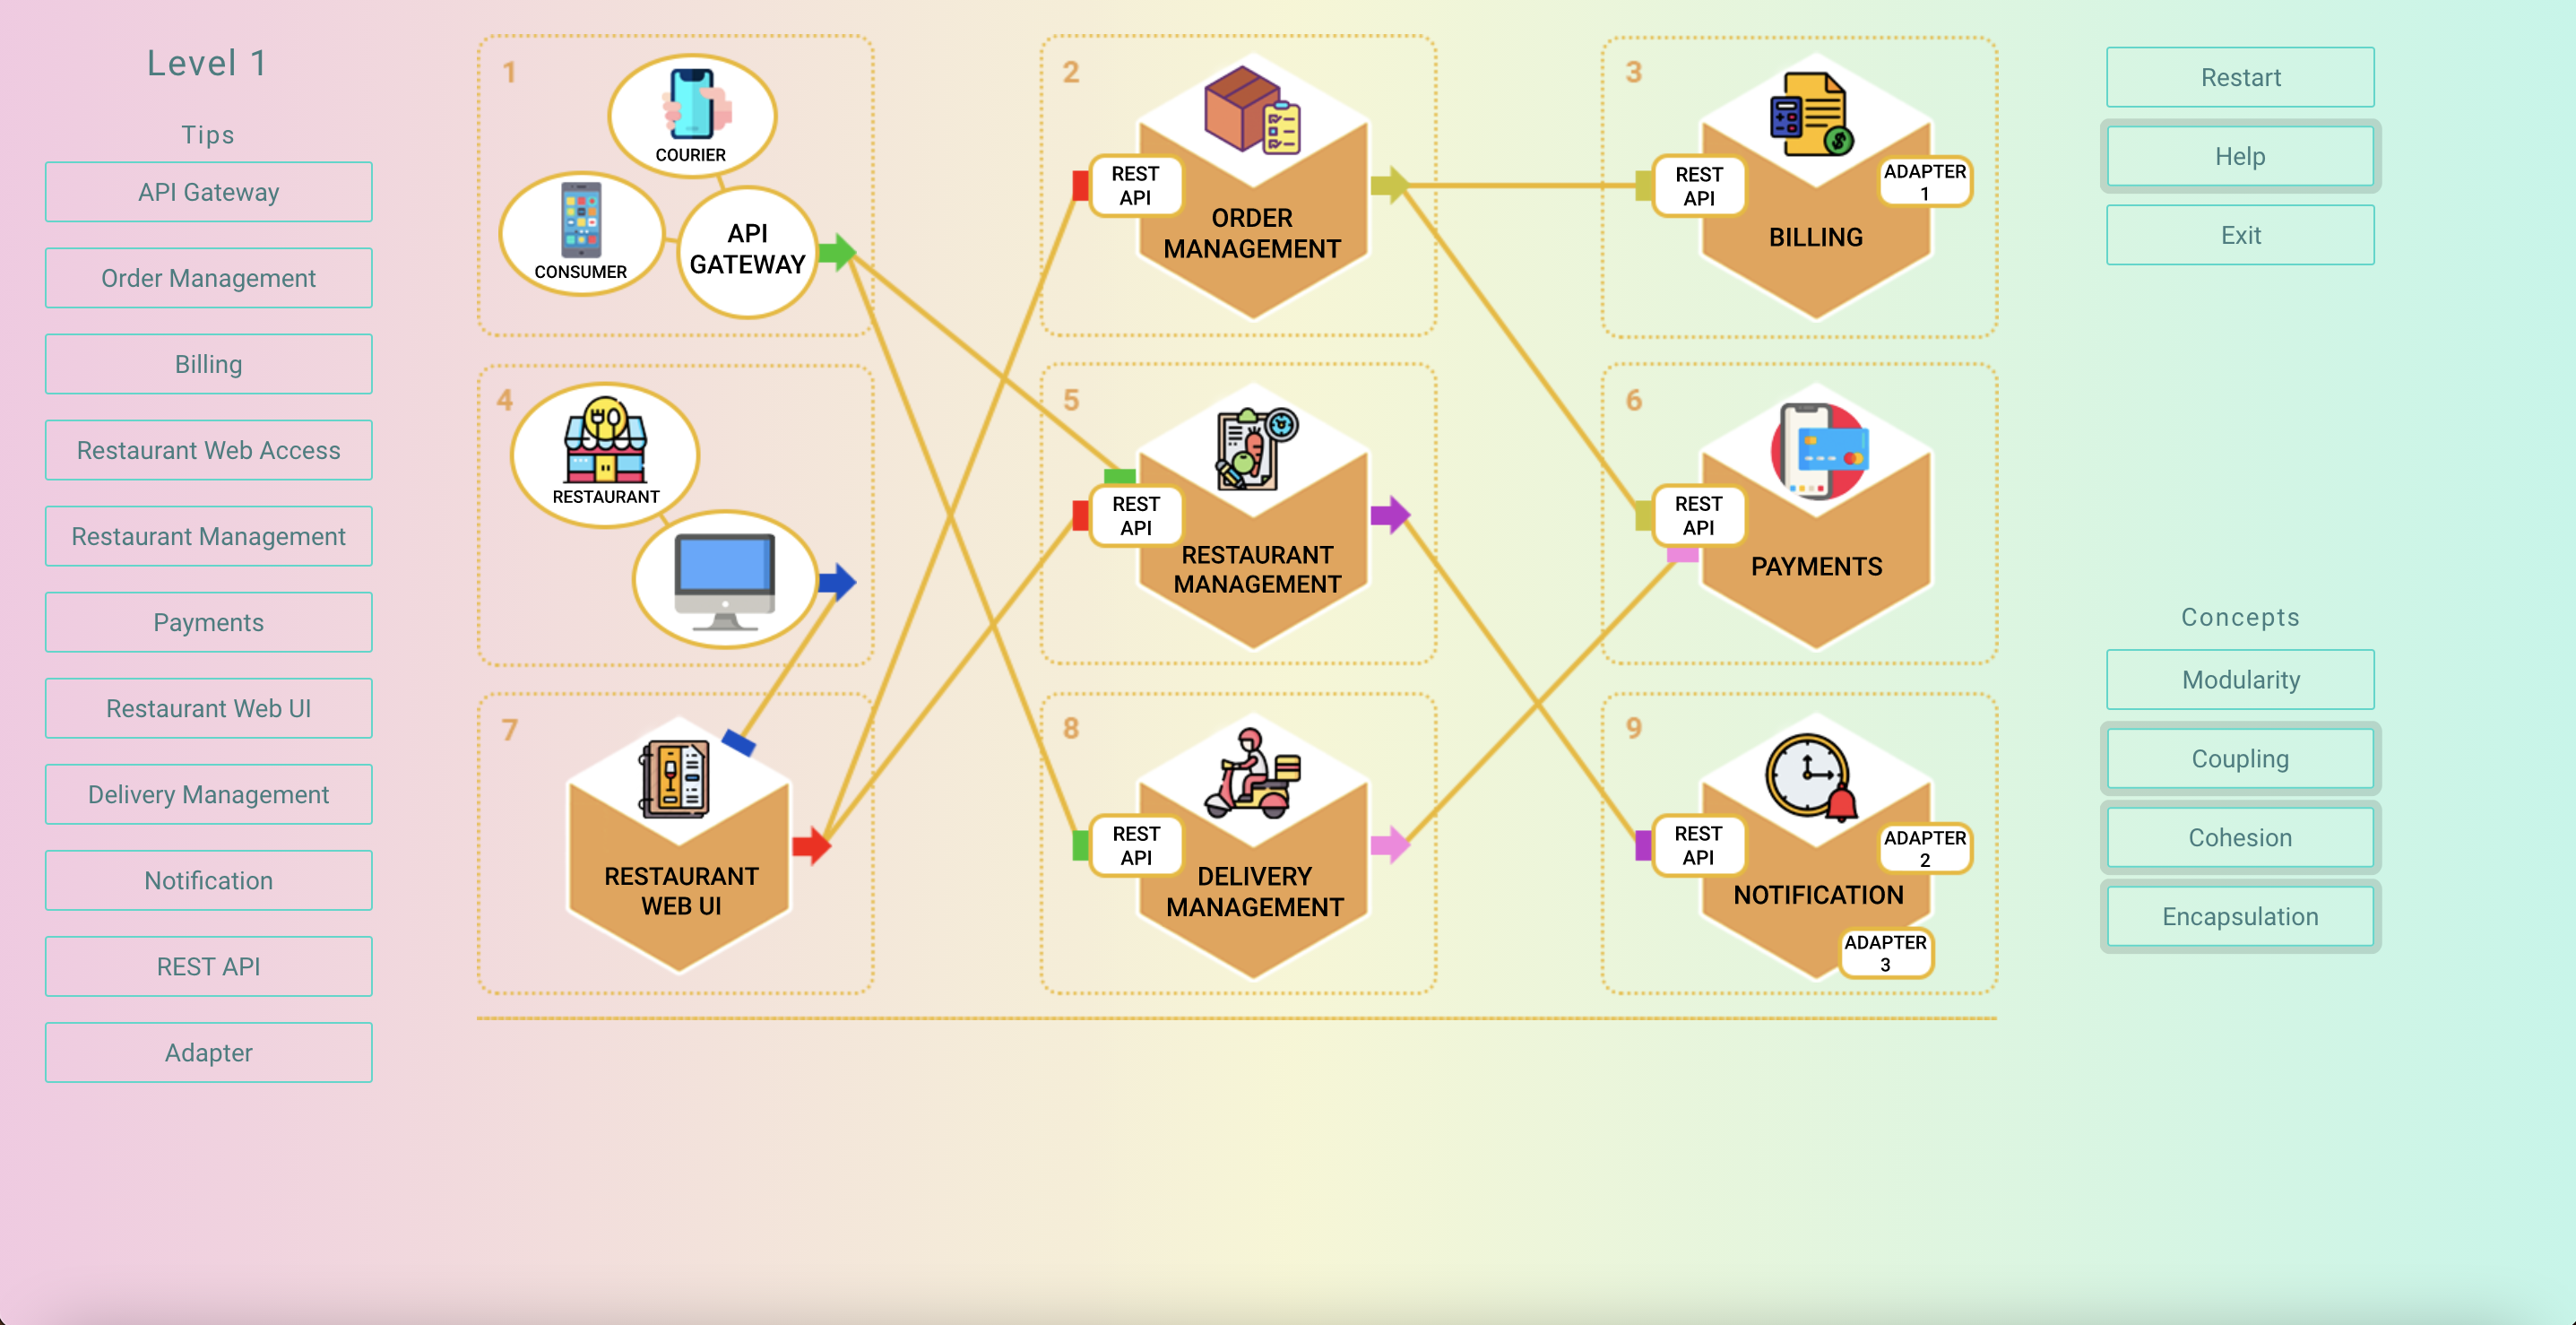 Level 1
Tips
API Gateway
Order Management
Billing
Restaurant Web Access
Restaurant Management
Payments
Restaurant Web UI
Delivery Management
Notification
REST API
Adapter
1
COURIER
CONSUMER
API
GATEWAY
2
REST
API
ORDER
MANAGEMENT
3
REST
API
ADAPTER
1
BILLING
4
RESTAURANT
5
REST
API
RESTAURANT
MANAGEMENT
6
REST
API
PAYMENTS
7
RESTAURANT
WEB UI
8
REST
API
DELIVERY
MANAGEMENT
9
REST
API
ADAPTER
2
NOTIFICATION
ADAPTER
3
Restart
Help
Exit
Concepts
Modularity
Coupling
Cohesion
Encapsulation